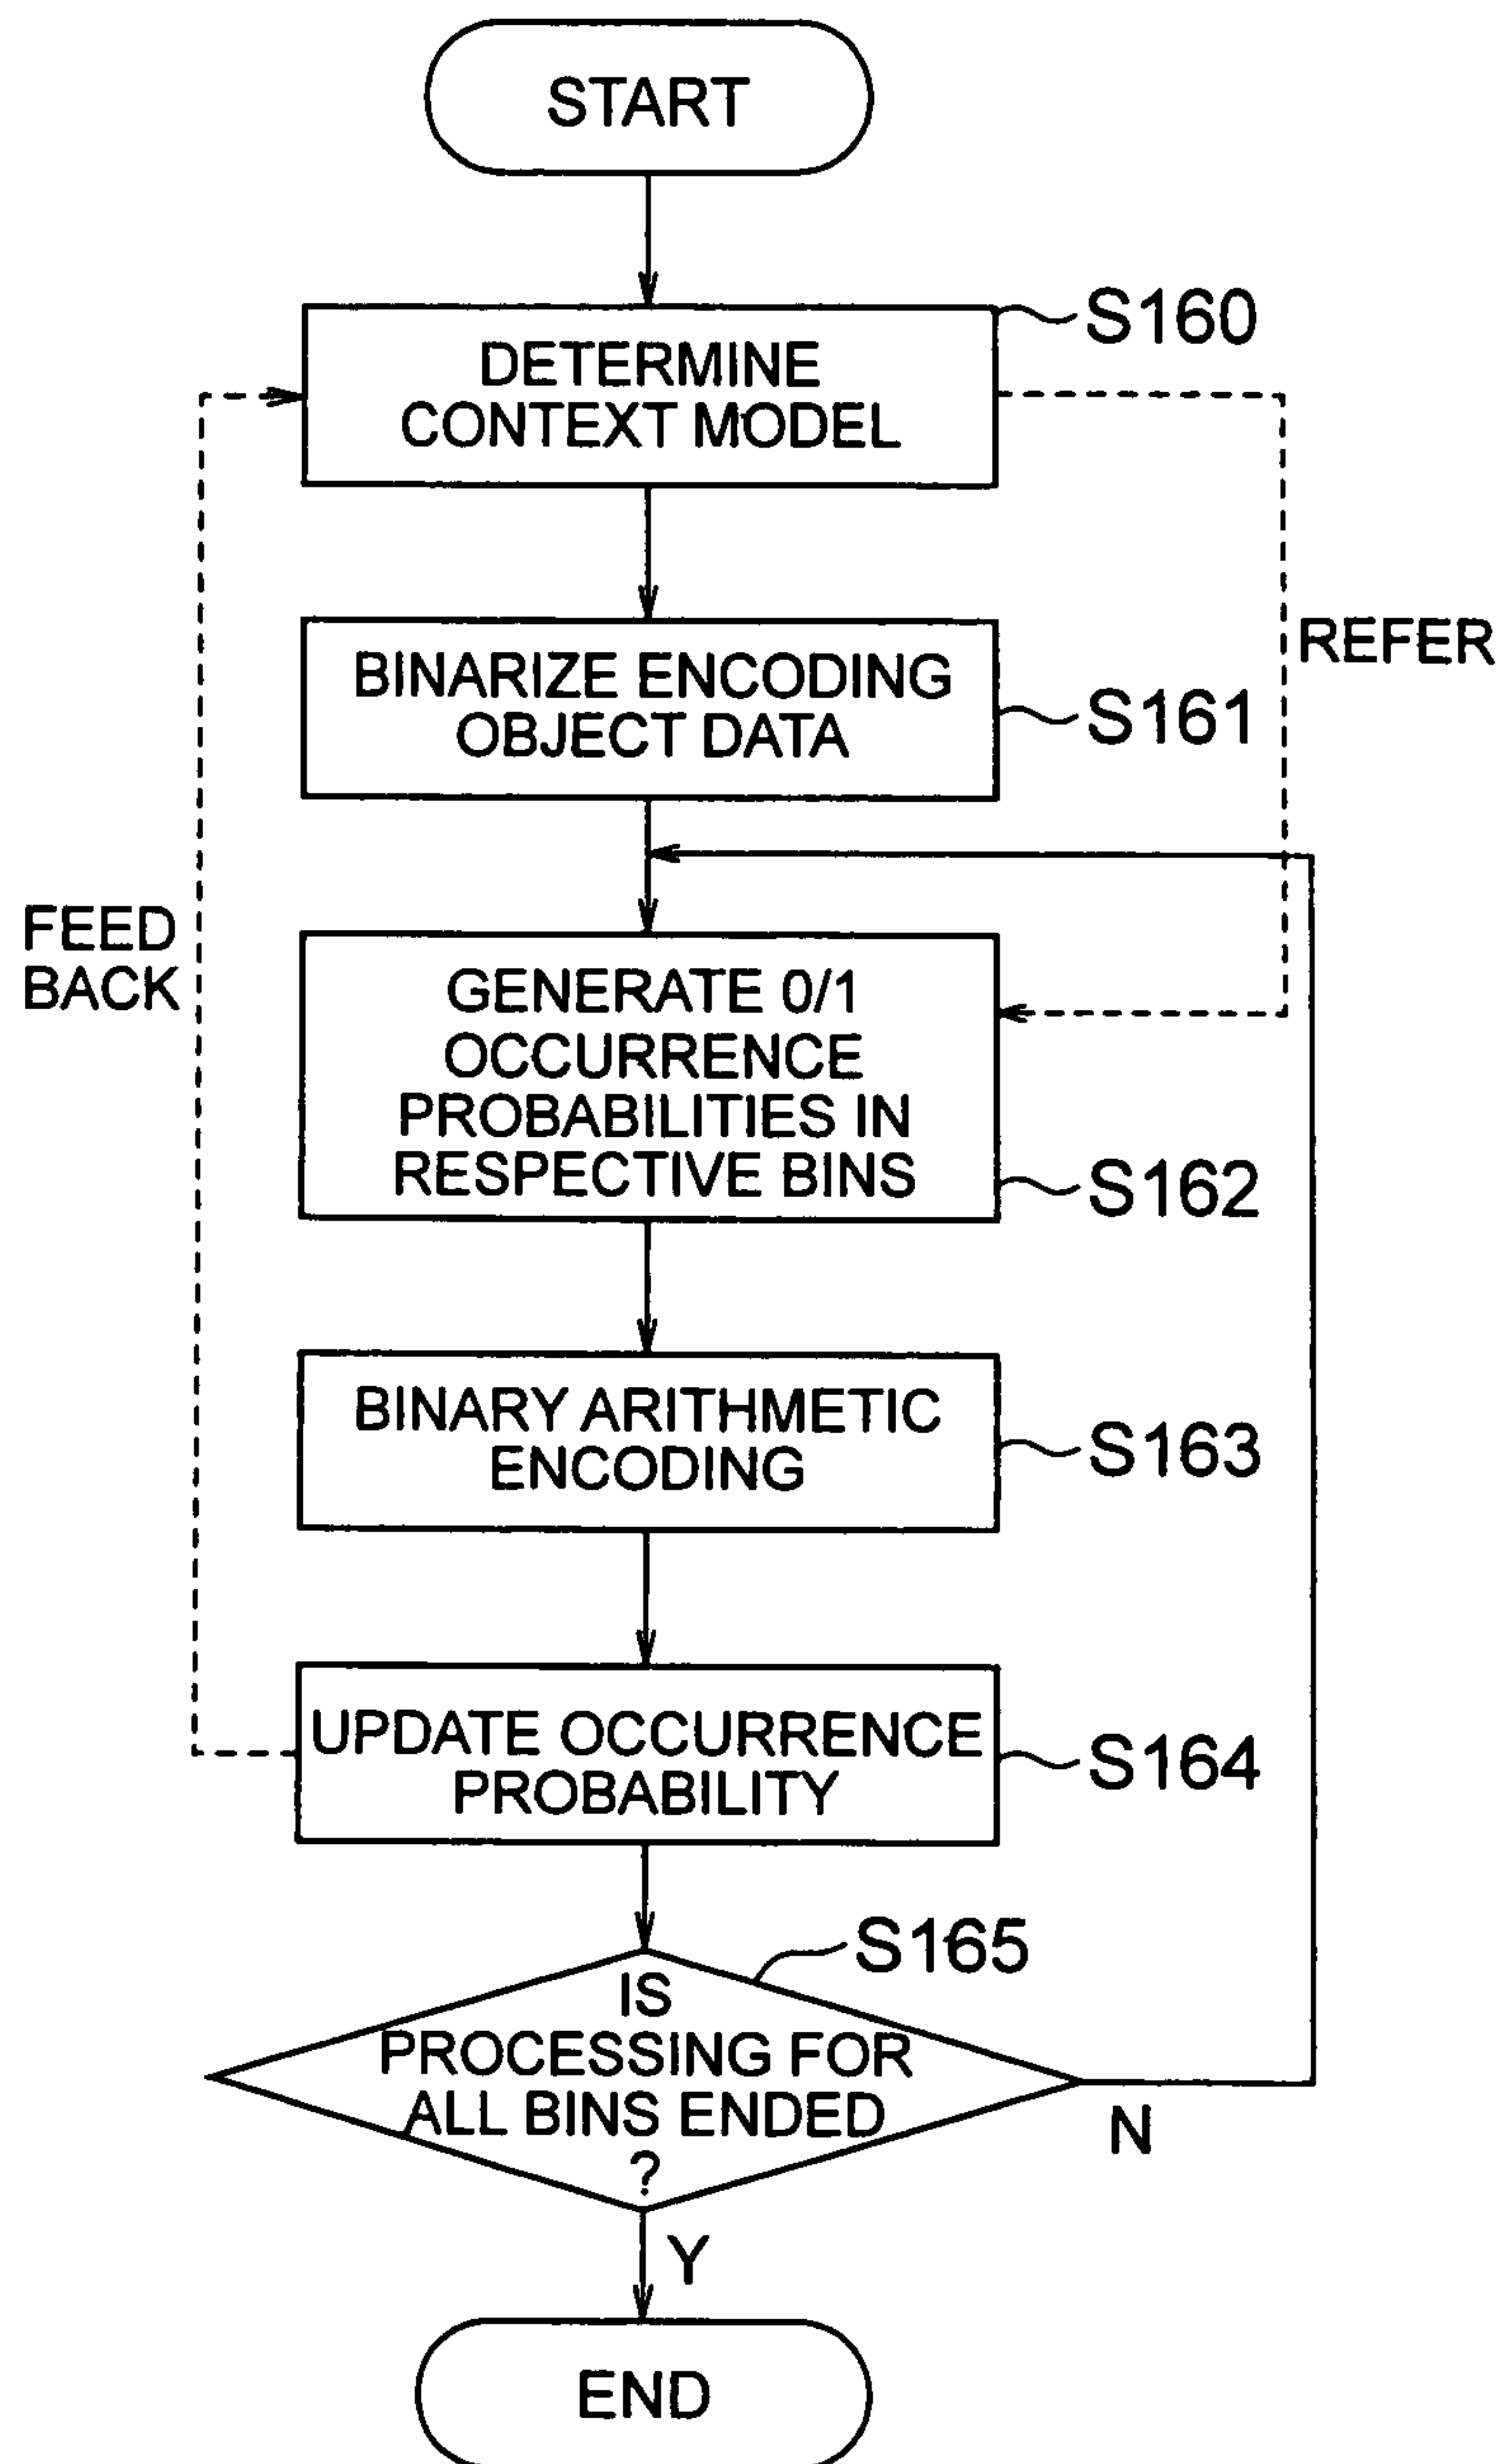 START
S160
DETERMINE
CONTEXT MODEL
REFER
BINARIZE ENCODING
OBJECT DATA
S161
FEED
BACK
GENERATE 0/1
OCCURRENCE
PROBABILITIES IN
RESPECTIVE BINS
S162
BINARY ARITHMETIC
ENCODING
S163
UPDATE OCCURRENCE
PROBABILITY
S164
S165
IS
PROCESSING FOR
ALL BINS ENDED
?
N
Y
END